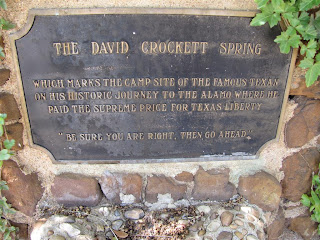 THE DAVID CROCKETT SPRING
WHICH MARKS THE CAMP SITE OF THE FAMOUS TEXAN
ON HIS HISTORIC JOURNEY TO THE ALAMO WHERE HE
PAID THE SUPREME PRICE FOR TEXAS LIBERTY
"BE SURE YOU ARE RIGHT, THEN GO AHEAD"